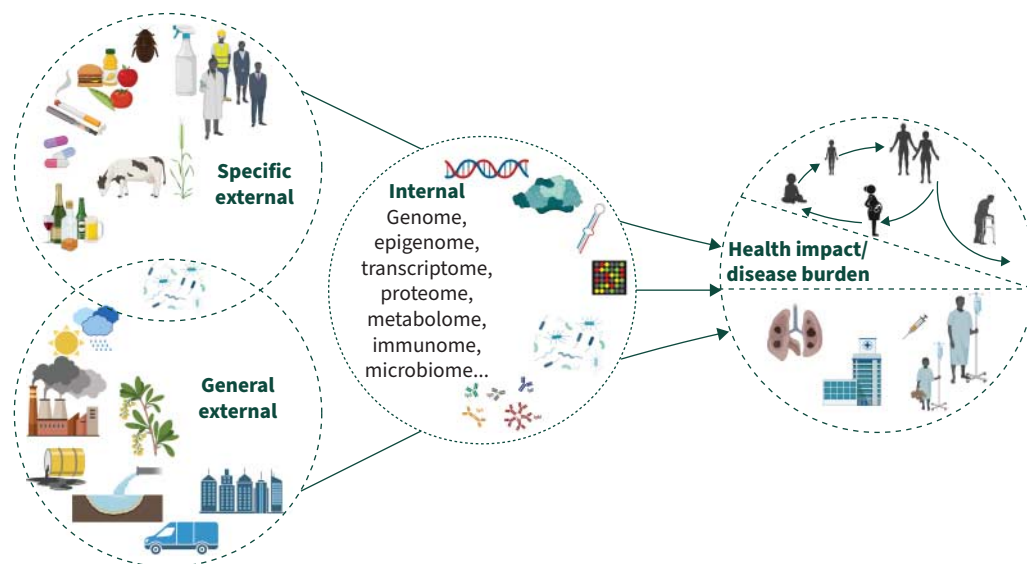 Specific
external
General
external
Internal
Genome,
epigenome,
transcriptome,
proteome,
metabolome,
immunome,
microbiome...
Health impact/
disease burden